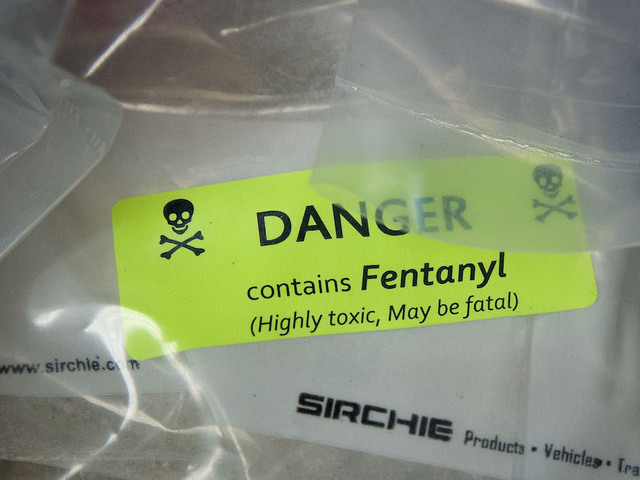 DANGER
contains Fentanyl
(Highly toxic, May be fatal)
www.sirchie.com
SIRCHIE
Products • Vehicles •